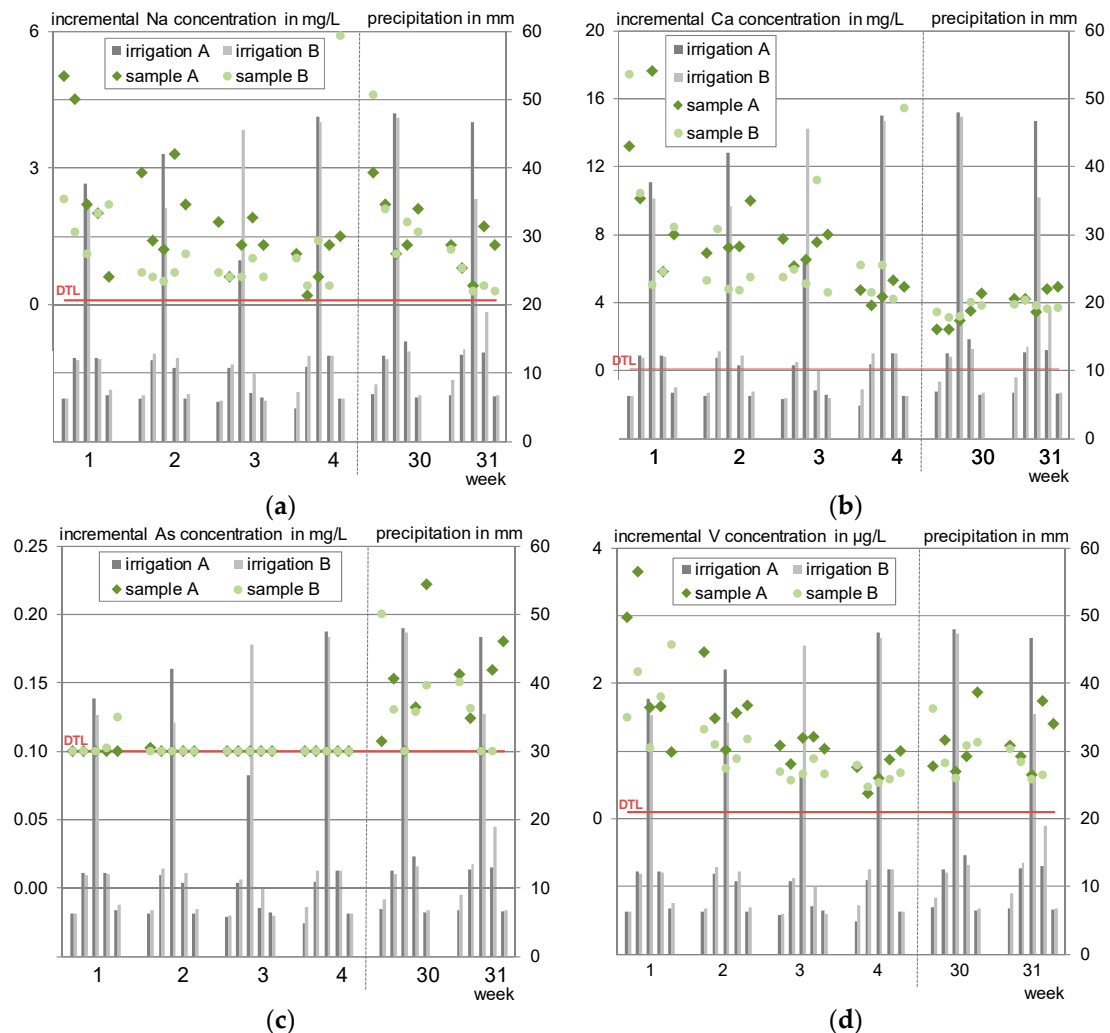 incremental Na concentration in mg/L precipitation in mm
6 60
irrigation A irrigation B
sample A sample B
50
40
3
30
DTL
0 20
10
0
1 2 3 4 30 31
week
(a)
incremental Ca concentration in mg/L precipitation in mm
20 60
irrigation A
irrigation B
sample A
sample B
16 50
12 40
8 30
4 20
DTL
0 10
0
1 2 3 4 30 31
week
(b)
incremental As concentration in mg/L precipitation in mm
0.25 60
irrigation A irrigation B
sample A sample B
0.20 50
0.15 40
DTL
0.10 30
0.05 20
0.00 10
0
1 2 3 4 30 31
week
(c)
incremental V concentration in µg/L precipitation in mm
4 60
irrigation A irrigation B
sample A sample B
50
2 40
30
DTL
0 20
10
0
1 2 3 4 30 31
week
(d)